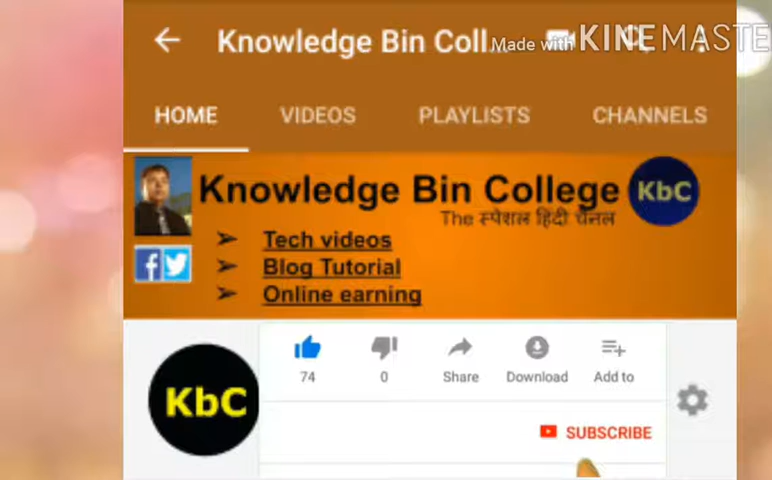 Knowledge Bin Coll...
Made with KINEMASTE
HOME VIDEOS PLAYLISTS CHANNELS
Knowledge Bin College KbC
The स्पेशल हिंदी चैनल
➢ Tech videos
➢ Blog Tutorial
➢ Online earning
KbC
74 0 Share Download Add to
SUBSCRIBE